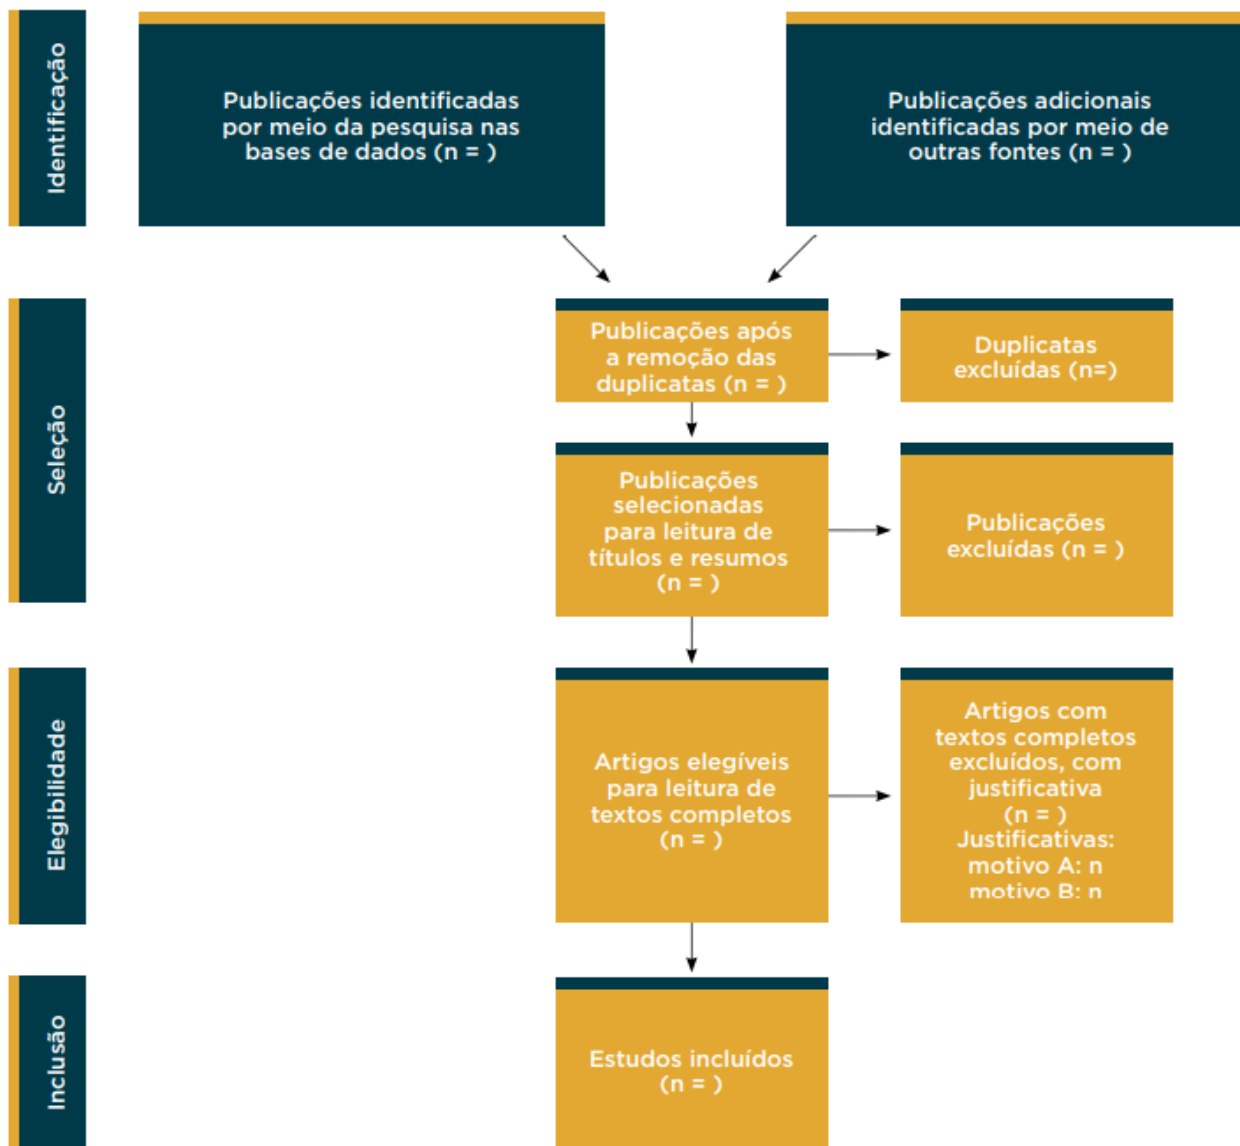 Identificação
Publicações identificadas
por meio da pesquisa nas
bases de dados (n = )
Publicações adicionais
identificadas por meio de
outras fontes (n = )
Seleção
Publicações após
a remoção das
duplicatas (n = )
Duplicatas
excluídas (n=)
Publicações
selecionadas
para leitura de
títulos e resumos
(n = )
Publicações
excluídas (n = )
Elegibilidade
Artigos elegíveis
para leitura de
textos completos
(n = )
Artigos com
textos completos
excluídos, com
justificativa
(n = )
Justificativas:
motivo A: n
motivo B: n
Inclusão
Estudos incluídos
(n = )